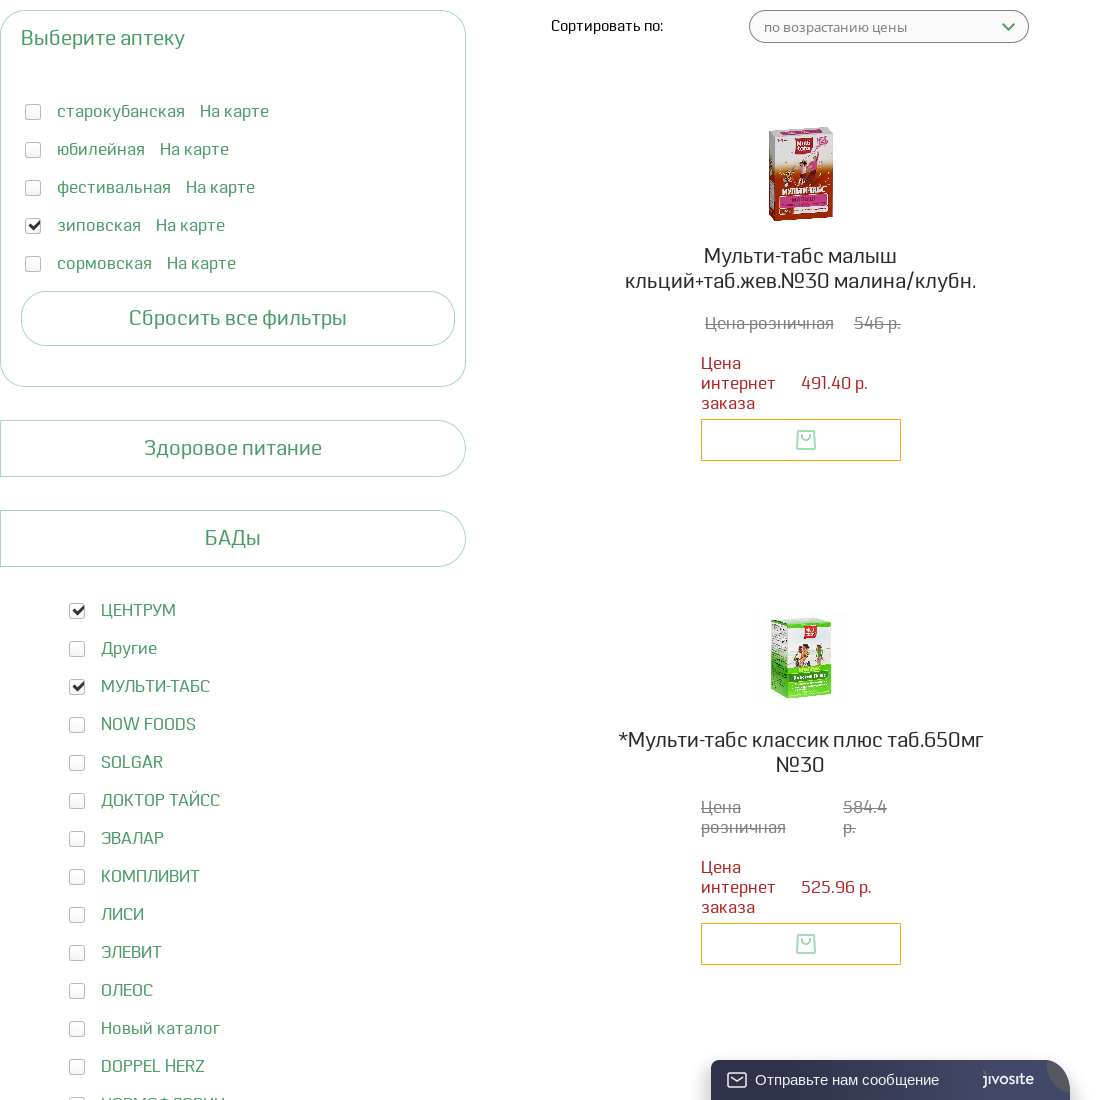 Выберите аптеку
старокубанская На карте
юбилейная На карте
фестивальная На карте
зиповская На карте
сормовская На карте
Сбросить все фильтры
Здоровое питание
БАДы
ЦЕНТРУМ
Другие
МУЛЬТИ-ТАБС
NOW FOODS
SOLGAR
ДОКТОР ТАЙСС
ЭВАЛАР
КОМПЛИВИТ
ЛИСИ
ЭЛЕВИТ
ОЛЕОС
Новый каталог
DOPPEL HERZ
Сортировать по:
по возрастанию цены
МУЛЬТИ-ТАБС
Мульти-табс малыш
кльций+таб.жев.№30 малина/клубн.
Цена розничная 546 р.
Цена
интернет 491.40 р.
заказа
*Мульти-табс классик плюс таб.650мг
№30
Цена 584.4
розничная р.
Цена
интернет 525.96 р.
заказа
Отправьте нам сообщение jivosite